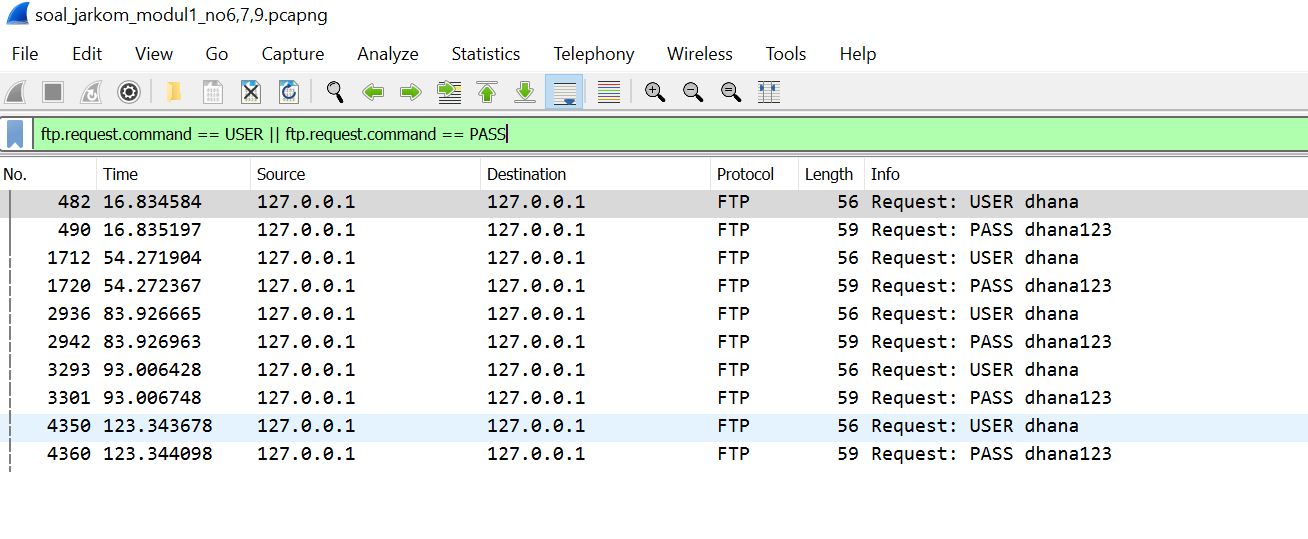 soal_jarkom_modul1_no6,7,9.pcapng
File Edit View Go Capture Analyze Statistics Telephony Wireless Tools Help
ftp.request.command == USER || ftp.request.command == PASS
No. Time Source Destination Protocol Length Info
482 16.834584 127.0.0.1 127.0.0.1 FTP 56 Request: USER dhana
490 16.835197 127.0.0.1 127.0.0.1 FTP 59 Request: PASS dhana123
1712 54.271904 127.0.0.1 127.0.0.1 FTP 56 Request: USER dhana
1720 54.272367 127.0.0.1 127.0.0.1 FTP 59 Request: PASS dhana123
2936 83.926665 127.0.0.1 127.0.0.1 FTP 56 Request: USER dhana
2942 83.926963 127.0.0.1 127.0.0.1 FTP 59 Request: PASS dhana123
3293 93.006428 127.0.0.1 127.0.0.1 FTP 56 Request: USER dhana
3301 93.006748 127.0.0.1 127.0.0.1 FTP 59 Request: PASS dhana123
4350 123.343678 127.0.0.1 127.0.0.1 FTP 56 Request: USER dhana
4360 123.344098 127.0.0.1 127.0.0.1 FTP 59 Request: PASS dhana123